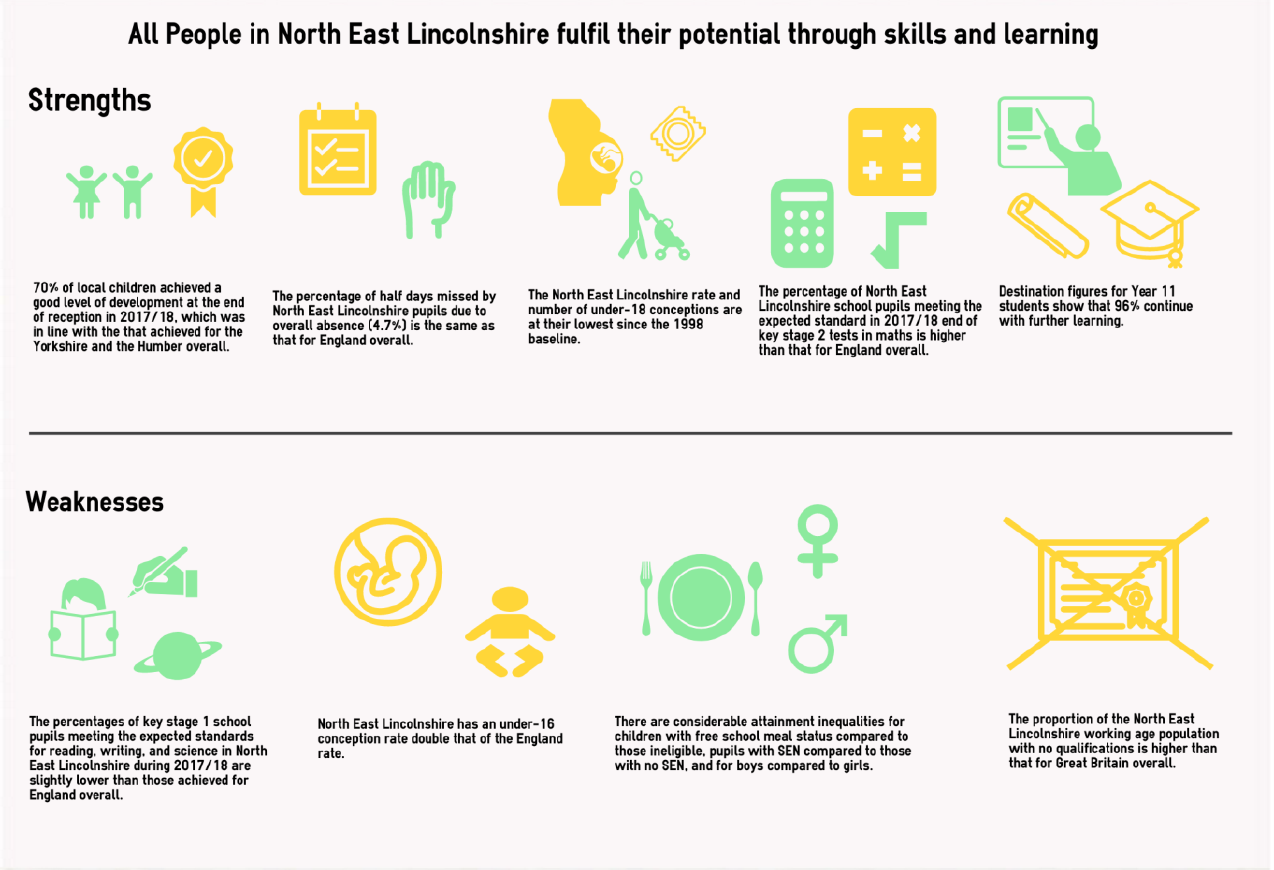 All People in North East Lincolnshire fulfil their potential through skills and learning
Strengths
70% of local children achieved a
good level of development at the end
of reception in 2017/18, which was
in line with the that achieved for the
Yorkshire and the Humber overall.
The percentage of half days missed by
North East Lincolnshire pupils due to
overall absence (4.7%) is the same as
that for England overall.
The North East Lincolnshire rate and
number of under-18 conceptions are
at their lowest since the 1998
baseline.
The percentage of North East
Lincolnshire school pupils meeting the
expected standard in 2017/18 end of
key stage 2 tests in maths is higher
than that for England overall.
Destination figures for Year 11
students show that 96% continue
with further learning.
Weaknesses
The percentages of key stage 1 school
pupils meeting the expected standards
for reading, writing, and science in North
East Lincolnshire during 2017/18 are
slightly lower than those achieved for
England overall.
North East Lincolnshire has an under-16
conception rate double that of the England
rate.
There are considerable attainment inequalities for
children with free school meal status compared to
those ineligible, pupils with SEN compared to those
with no SEN, and for boys compared to girls.
The proportion of the North East
Lincolnshire working age population
with no qualifications is higher than
that for Great Britain overall.